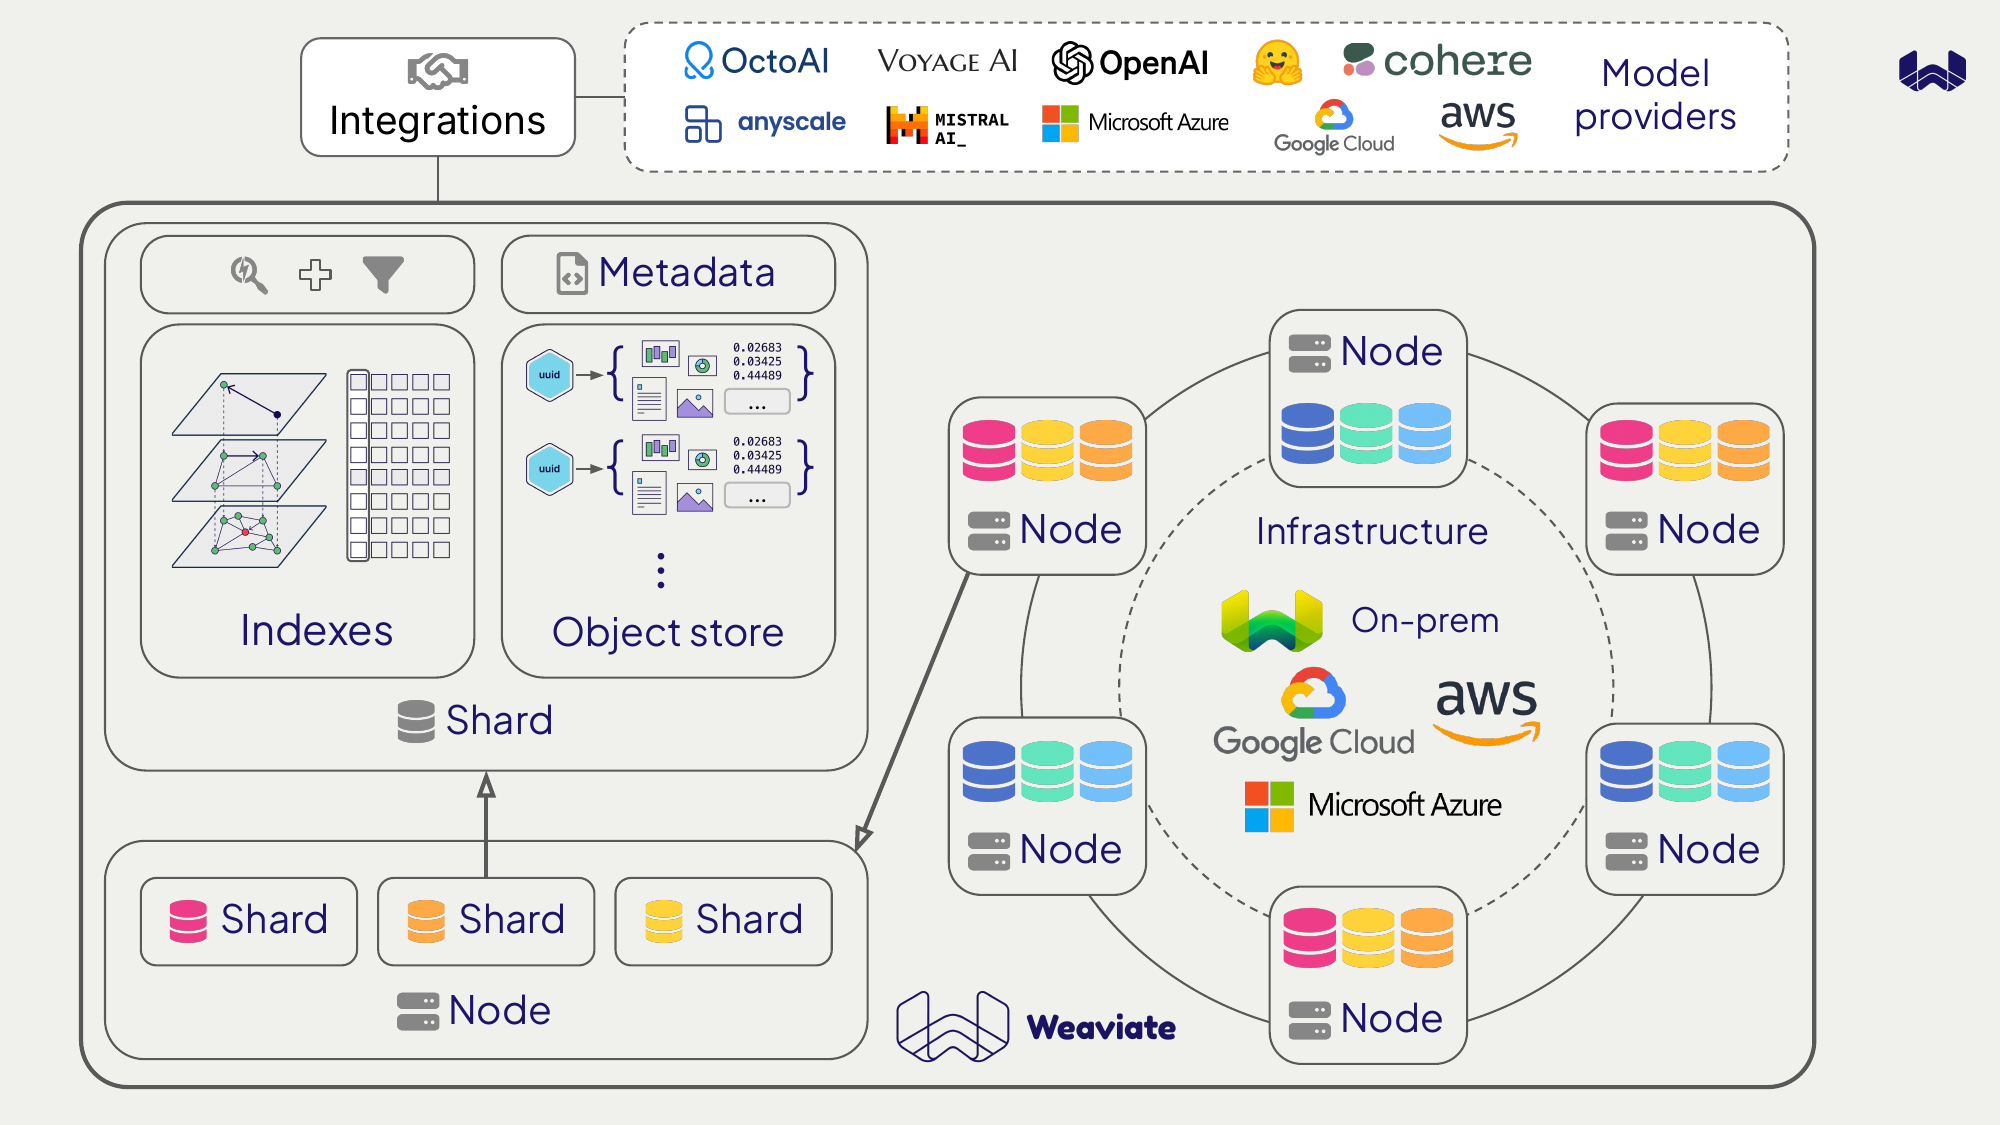 Integrations
OctoAI
VOYAGE AI
OpenAI
cohere
anyscale
MISTRAL
AI_
Microsoft Azure
Google Cloud
aws
Model
providers
Metadata
uuid
0.02683
0.03425
0.44489
...
uuid
0.02683
0.03425
0.44489
...
Indexes
Object store
Shard
Shard
Shard
Shard
Node
Node
Node
Node
Infrastructure
On-prem
Google Cloud
aws
Microsoft Azure
Node
Node
Node
Weaviate